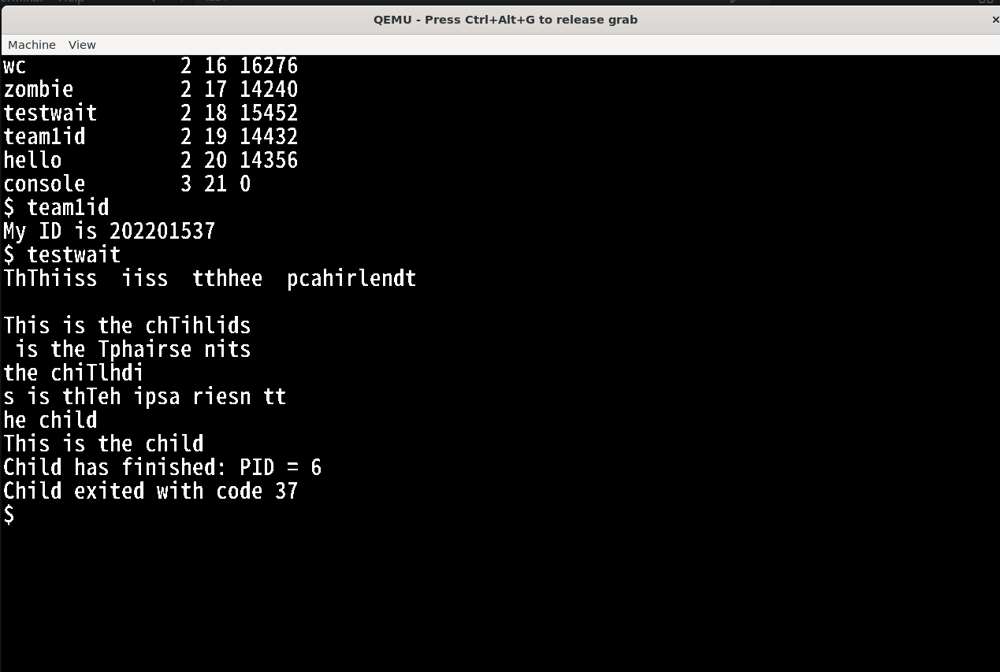 QEMU - Press Ctrl+Alt+G to release grab
Machine View
wc 2 16 16276
zombie 2 17 14240
testwait 2 18 15452
team1id 2 19 14432
hello 2 20 14356
console 3 21 0
$ team1id
My ID is 202201537
$ testwait
ThThiiss  iiss  tthhee  pcahirlendt
This is the chTihlids
 is the Tphairse nits
the chiTlhdi
s is thTeh ipsa riesn tt
he child
This is the child
Child has finished: PID = 6
Child exited with code 37
$